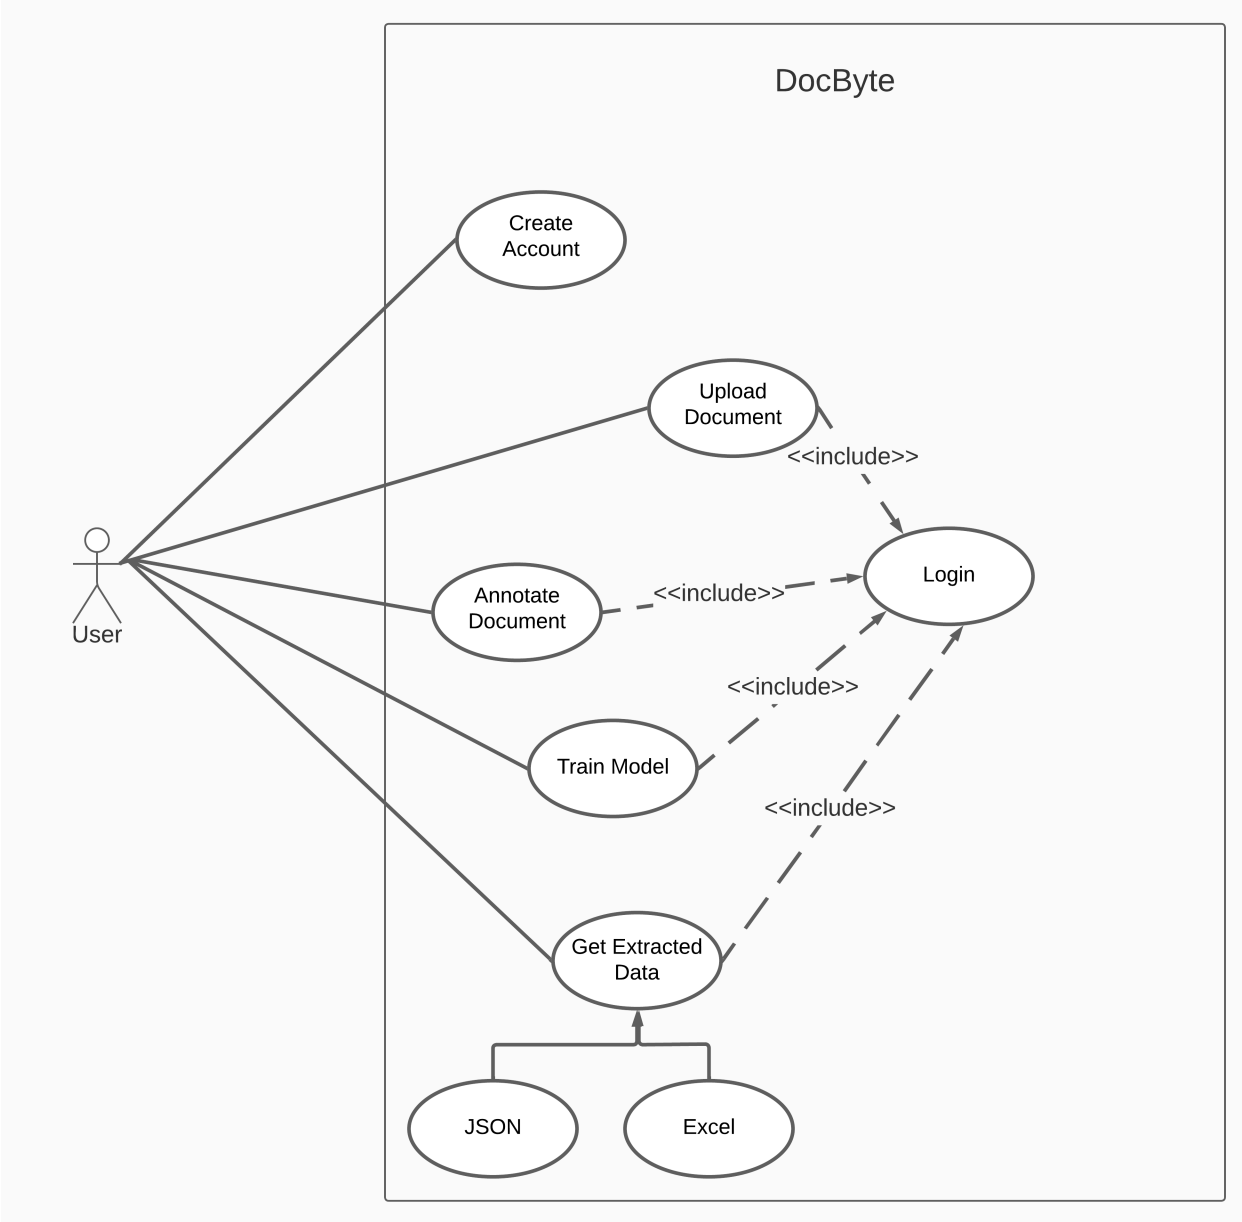 DocByte
Create
Account
Upload
Document
<<include>>
Login
Annotate
Document
<<include>>
User
<<include>>
Train Model
<<include>>
Get Extracted
Data
JSON
Excel